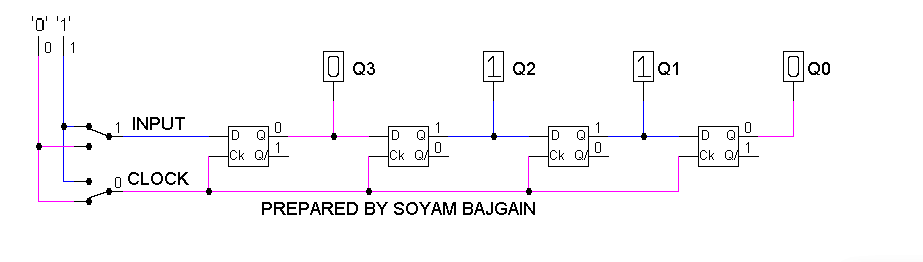 '0' '1'
0 1
0 Q3 1 Q2 1 Q1 0 Q0
1 INPUT
D Q 0 D Q 1 D Q 1 D Q 0
Ck Q/ 1 Ck Q/ 0 Ck Q/ 0 Ck Q/ 1
0 CLOCK
PREPARED BY SOYAM BAJGAIN